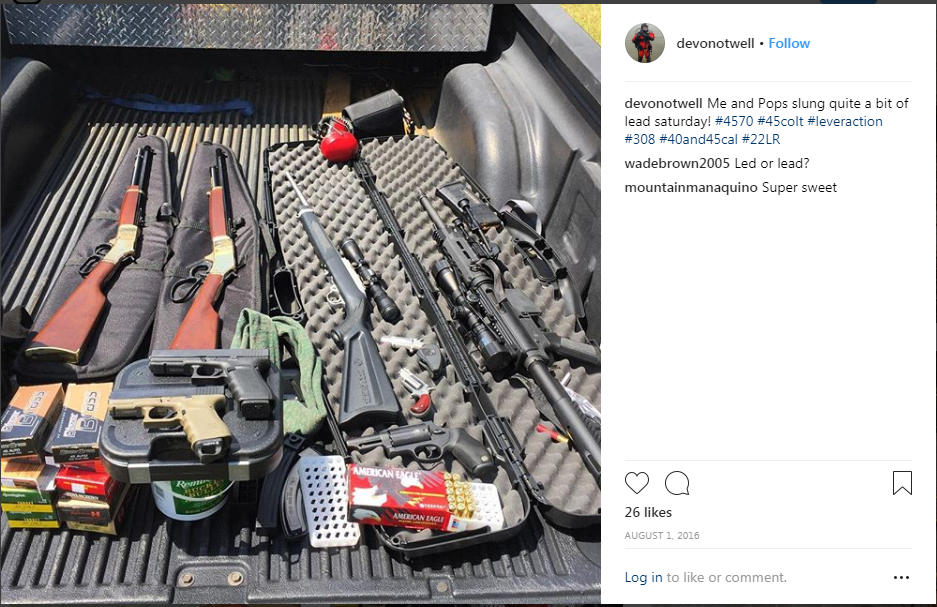 devonotwell • Follow
devonotwell Me and Pops slung quite a bit of
lead saturday! #4570 #45colt #leveraction
#308 #40and45cal #22LR
wadebrown2005 Led or lead?
mountainmanaquino Super sweet
26 likes
AUGUST 1, 2016
Log in to like or comment.
Remington
AMERICAN EAGLE
AMERICAN EAGLE